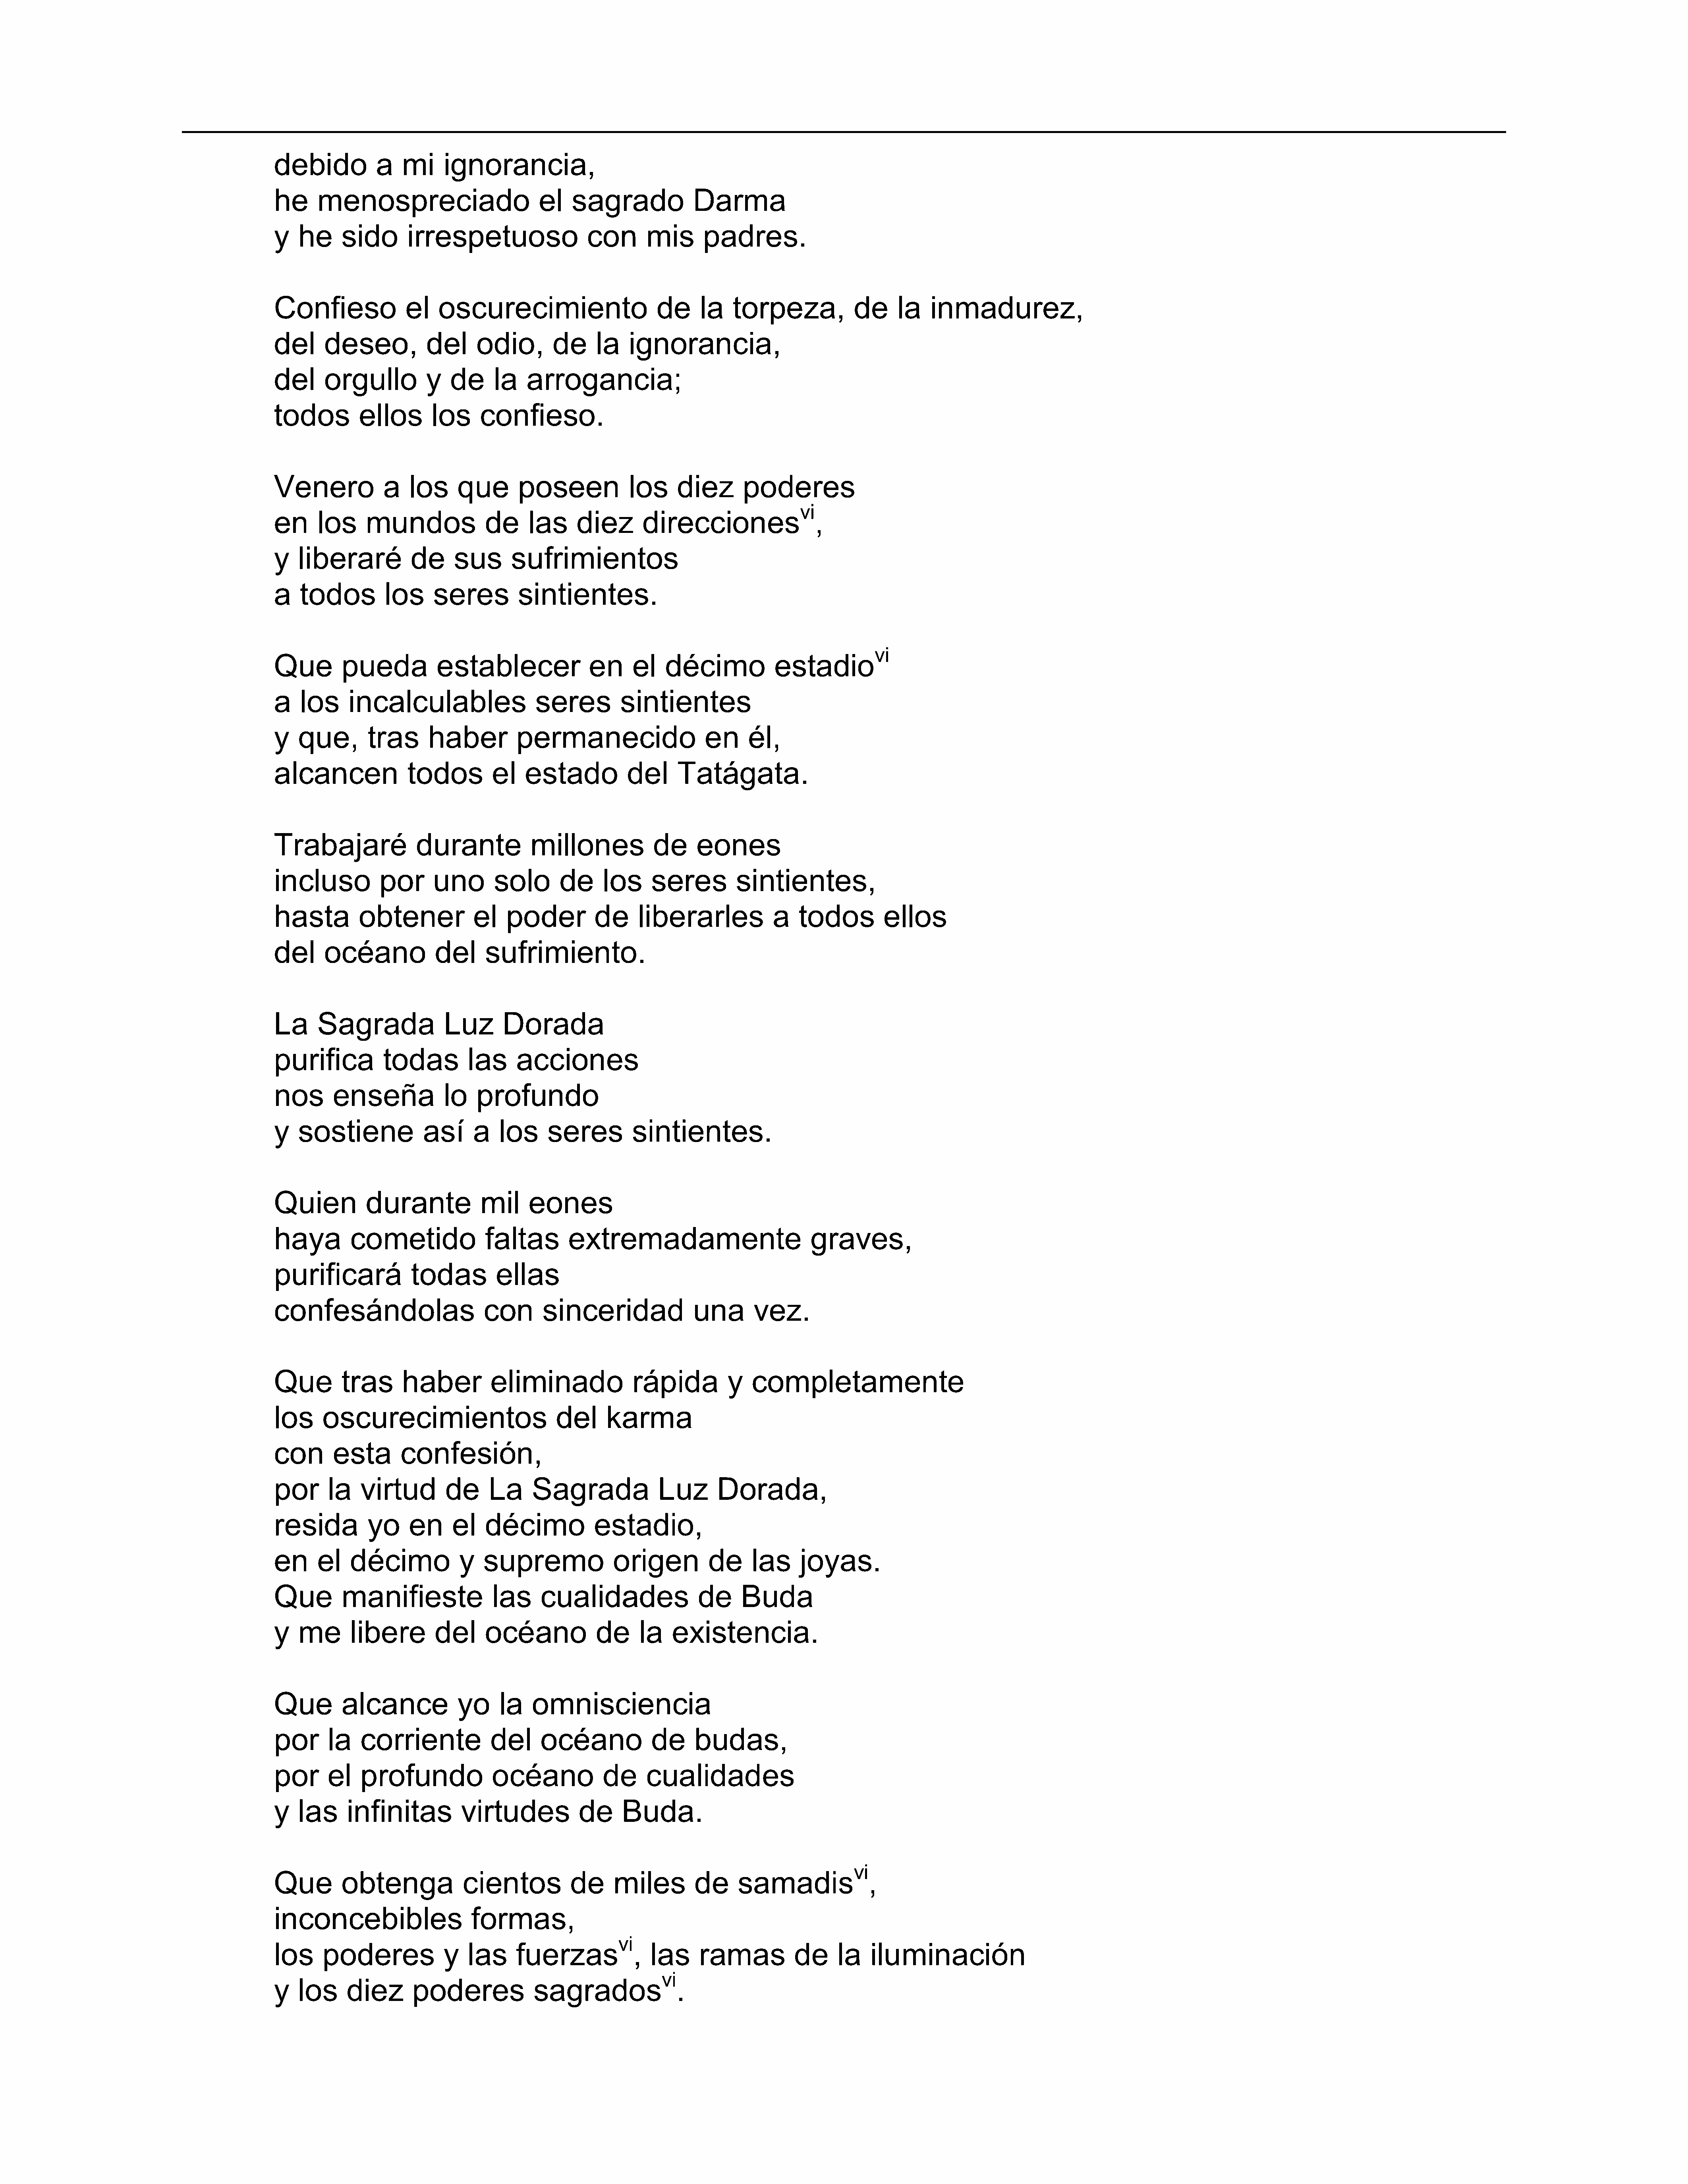 debido a mi ignorancia,
he menospreciado el sagrado Darma
y he sido irrespetuoso con mis padres.

Confieso el oscurecimiento de la torpeza, de la inmadurez,
del deseo, del odio, de la ignorancia,
del orgullo y de la arrogancia;
todos ellos los confieso.

Venero a los que poseen los diez poderes
en los mundos de las diez direcciones^vi,
y liberaré de sus sufrimientos
a todos los seres sintientes.

Que pueda establecer en el décimo estadio^vi
a los incalculables seres sintientes
y que, tras haber permanecido en él,
alcancen todos el estado del Tatágata.

Trabajaré durante millones de eones
incluso por uno solo de los seres sintientes,
hasta obtener el poder de liberarles a todos ellos
del océano del sufrimiento.

La Sagrada Luz Dorada
purifica todas las acciones
nos enseña lo profundo
y sostiene así a los seres sintientes.

Quien durante mil eones
haya cometido faltas extremadamente graves,
purificará todas ellas
confesándolas con sinceridad una vez.

Que tras haber eliminado rápida y completamente
los oscurecimientos del karma
con esta confesión,
por la virtud de La Sagrada Luz Dorada,
resida yo en el décimo estadio,
en el décimo y supremo origen de las joyas.
Que manifieste las cualidades de Buda
y me libere del océano de la existencia.

Que alcance yo la omnisciencia
por la corriente del océano de budas,
por el profundo océano de cualidades
y las infinitas virtudes de Buda.

Que obtenga cientos de miles de samadis^vi,
inconcebibles formas,
los poderes y las fuerzas^vi, las ramas de la iluminación
y los diez poderes sagrados^vi.